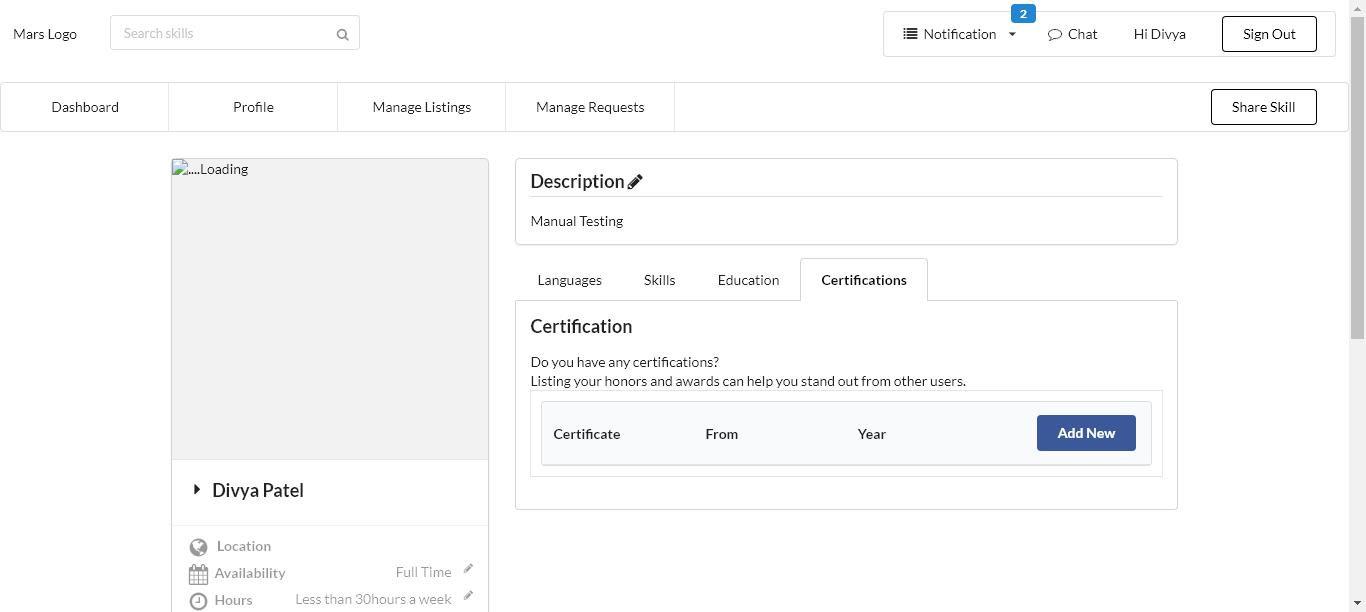 Mars Logo
Search skills
2
Notification
Chat
Hi Divya
Sign Out
Dashboard
Profile
Manage Listings
Manage Requests
Share Skill
....Loading
Divya Patel
Location
Availability
Full Time
Hours
Less than 30hours a week
Description
Manual Testing
Languages
Skills
Education
Certifications
Certification
Do you have any certifications?
Listing your honors and awards can help you stand out from other users.
Certificate
From
Year
Add New